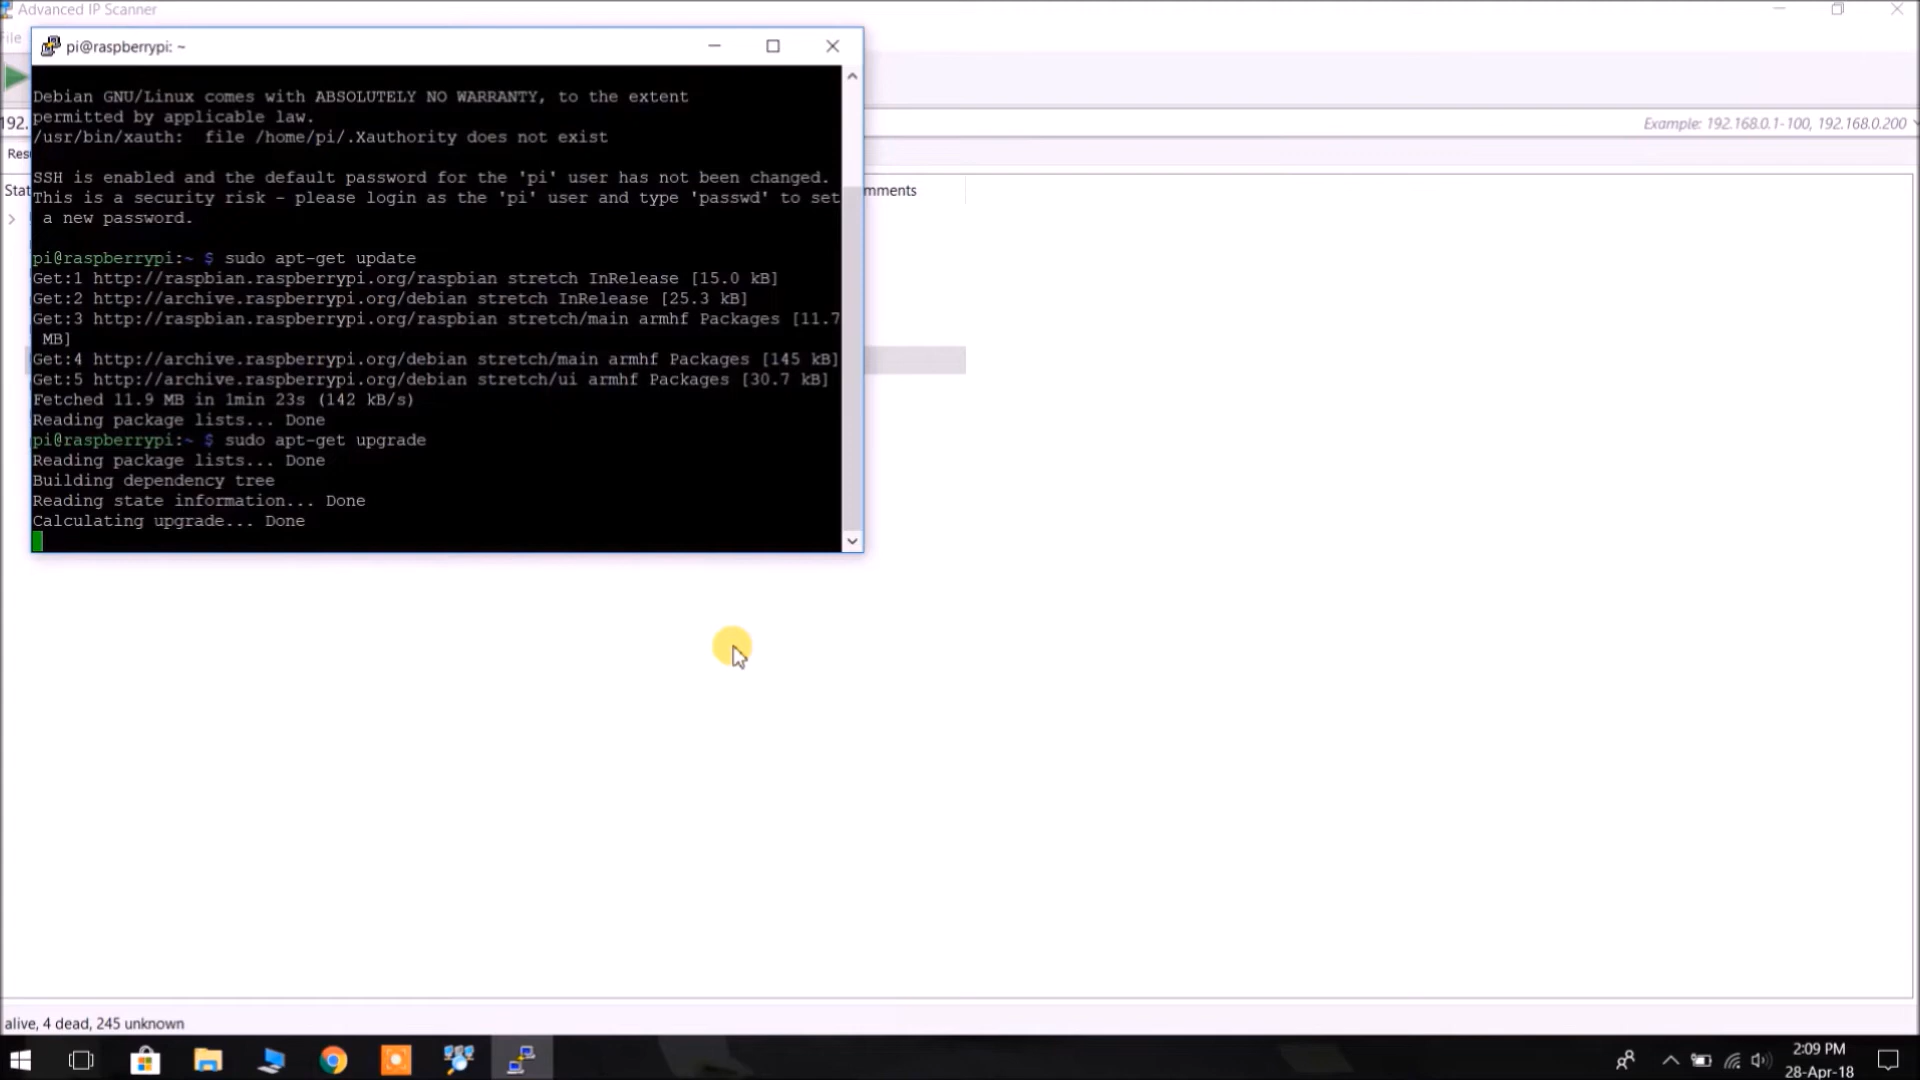 Advanced IP Scanner
File
pi@raspberrypi: ~
Debian GNU/Linux comes with ABSOLUTELY NO WARRANTY, to the extent
permitted by applicable law.
192.
/usr/bin/xauth:  file /home/pi/.Xauthority does not exist
Example: 192.168.0.1-100, 192.168.0.200
Res
SSH is enabled and the default password for the 'pi' user has not been changed.
Stat
mments
This is a security risk - please login as the 'pi' user and type 'passwd' to set
a new password.
pi@raspberrypi:~ $ sudo apt-get update
Get:1 http://raspbian.raspberrypi.org/raspbian stretch InRelease [15.0 kB]
Get:2 http://archive.raspberrypi.org/debian stretch InRelease [25.3 kB]
Get:3 http://raspbian.raspberrypi.org/raspbian stretch/main armhf Packages [11.7
MB]
Get:4 http://archive.raspberrypi.org/debian stretch/main armhf Packages [145 kB]
Get:5 http://archive.raspberrypi.org/debian stretch/ui armhf Packages [30.7 kB]
Fetched 11.9 MB in 1min 23s (142 kB/s)
Reading package lists... Done
pi@raspberrypi:~ $ sudo apt-get upgrade
Reading package lists... Done
Building dependency tree
Reading state information... Done
Calculating upgrade... Done
alive, 4 dead, 245 unknown
2:09 PM
28-Apr-18